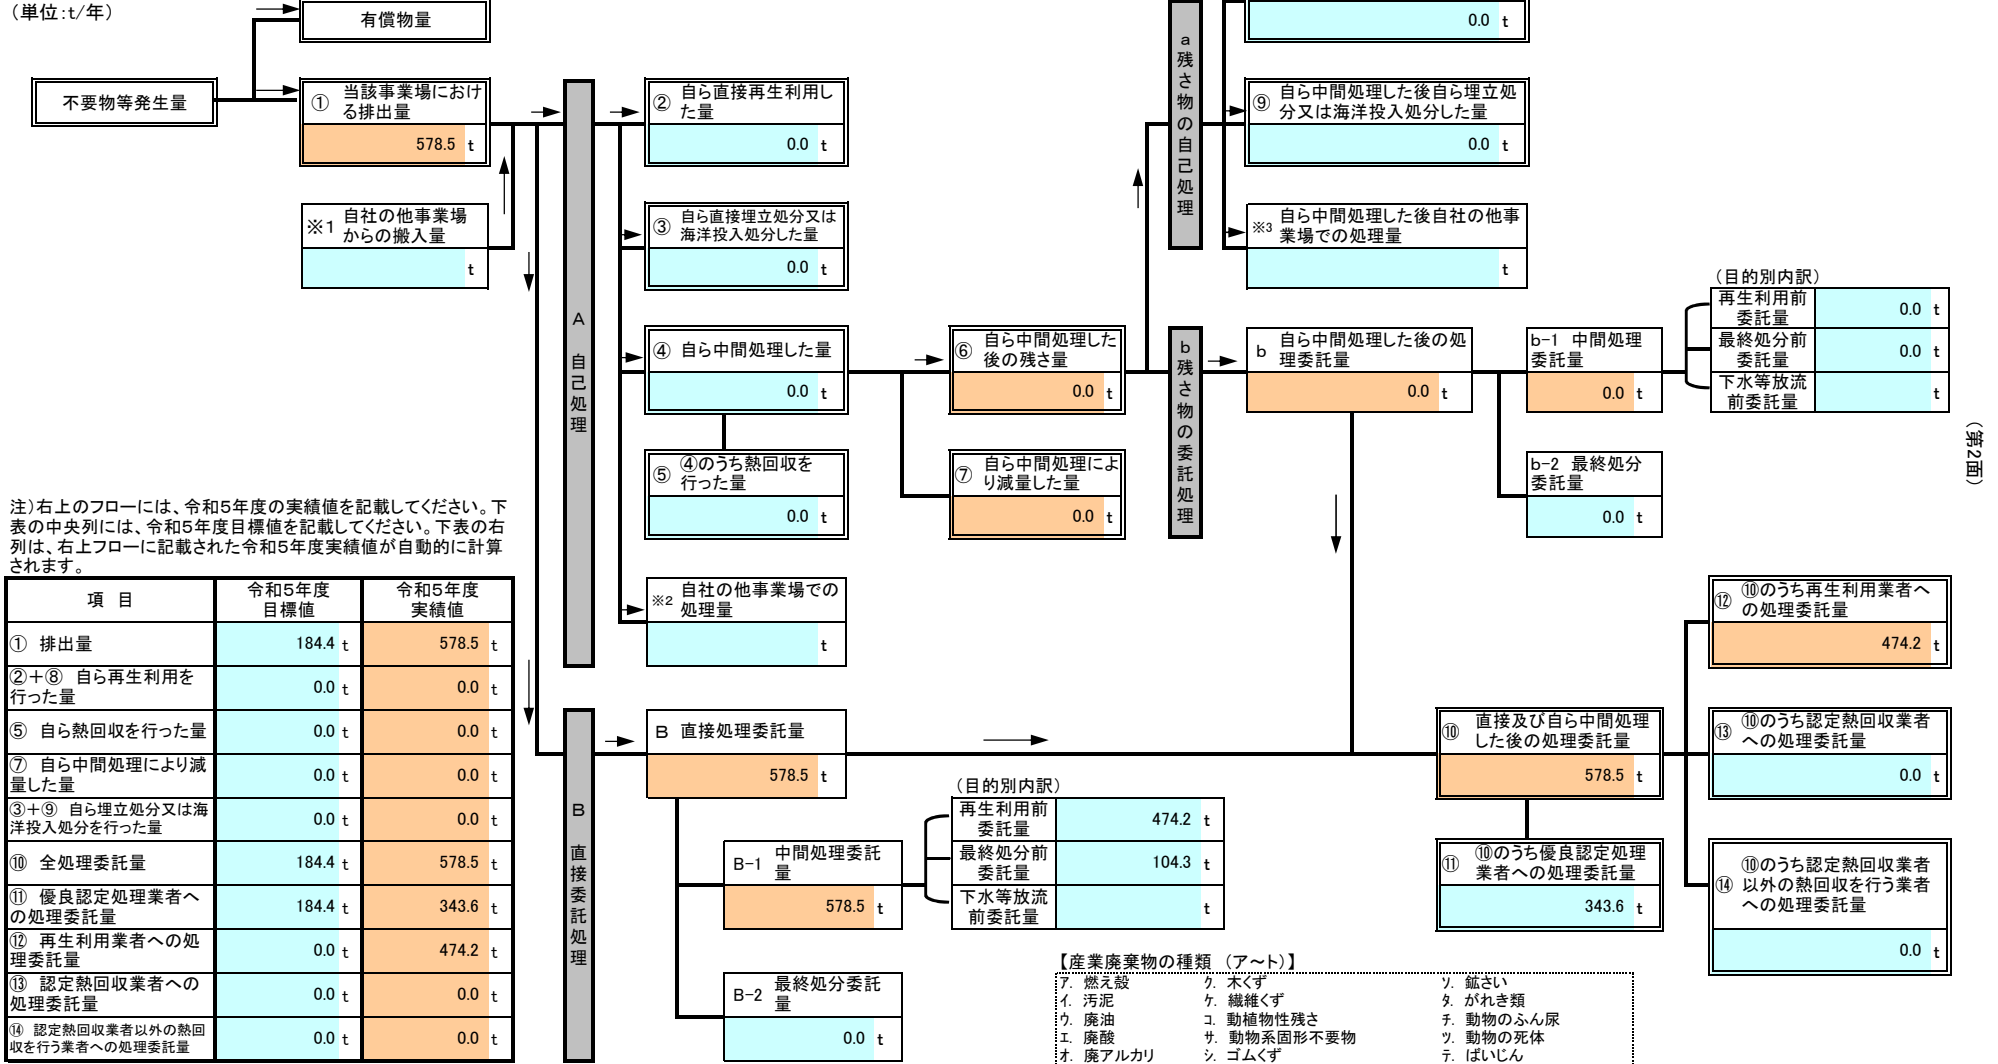 （単位：t/年）
有償物量
不要物等発生量
① 当該事業場におけ
る排出量
578.5 t
※1 自社の他事業場
からの搬入量
t
A 自己処理
② 自ら直接再生利用し
た量
0.0 t
③ 自ら直接埋立処分又は
海洋投入処分した量
0.0 t
④ 自ら中間処理した量
0.0 t
⑤ ④のうち熱回収を
行った量
0.0 t
※2 自社の他事業場での
処理量
t
⑥ 自ら中間処理した
後の残さ量
0.0 t
⑦ 自ら中間処理によ
り減量した量
0.0 t
a 残さ物の自己処理
0.0 t
⑨ 自ら中間処理した後自ら埋立処
分又は海洋投入処分した量
0.0 t
※3 自ら中間処理した後自社の他事
業場での処理量
t
b 残さ物の委託処理
b 自ら中間処理した後の処
理委託量
0.0 t
b-1 中間処理
委託量
0.0 t
b-2 最終処分
委託量
0.0 t
（目的別内訳）
再生利用前
委託量
0.0 t
最終処分前
委託量
0.0 t
下水等放流
前委託量
t
（第2面）
注）右上のフローには、令和5年度の実績値を記載してください。下
表の中央列には、令和5年度目標値を記載してください。下表の右
列は、右上フローに記載された令和5年度実績値が自動的に計算
されます。
項 目 令和5年度 目標値 令和5年度 実績値
① 排出量 184.4 t 578.5 t
②＋⑧ 自ら再生利用を
行った量 0.0 t 0.0 t
⑤ 自ら熱回収を行った量 0.0 t 0.0 t
⑦ 自ら中間処理により減
量した量 0.0 t 0.0 t
③＋⑨ 自ら埋立処分又は海
洋投入処分を行った量 0.0 t 0.0 t
⑩ 全処理委託量 184.4 t 578.5 t
⑪ 優良認定処理業者へ
の処理委託量 184.4 t 343.6 t
⑫ 再生利用業者への処
理委託量 0.0 t 474.2 t
⑬ 認定熱回収業者への
処理委託量 0.0 t 0.0 t
⑭ 認定熱回収業者以外の熱回
収を行う業者への処理委託量 0.0 t 0.0 t
B 直接委託処理
B 直接処理委託量
578.5 t
B-1 中間処理委託
量
578.5 t
B-2 最終処分委託
量
0.0 t
（目的別内訳）
再生利用前
委託量
474.2 t
最終処分前
委託量
104.3 t
下水等放流
前委託量
t
⑩ 直接及び自ら中間処理
した後の処理委託量
578.5 t
⑪ ⑩のうち優良認定処理
業者への処理委託量
343.6 t
⑫ ⑩のうち再生利用業者へ
の処理委託量
474.2 t
⑬ ⑩のうち認定熱回収業者
への処理委託量
0.0 t
⑭ ⑩のうち認定熱回収業者
以外の熱回収を行う業者
への処理委託量
0.0 t
【産業廃棄物の種類 （ア～ト）】
ア. 燃え殻 ク. 木くず ソ. 鉱さい
イ. 汚泥 ケ. 繊維くず タ. がれき類
ウ. 廃油 コ. 動植物性残さ チ. 動物のふん尿
エ. 廃酸 サ. 動物系固形不要物 ツ. 動物の死体
オ. 廃アルカリ シ. ゴムくず テ. ばいじん